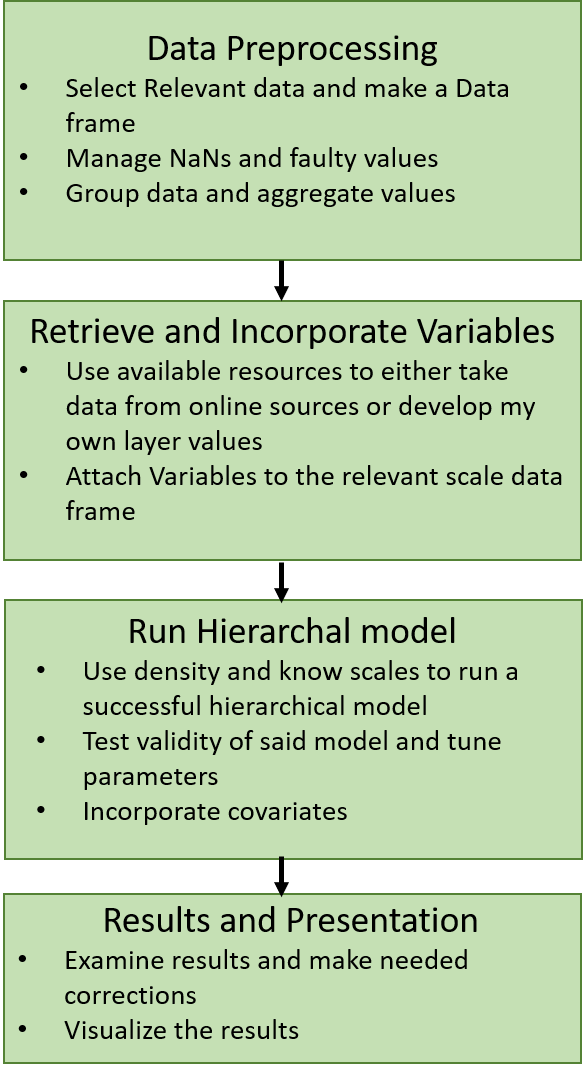 Data Preprocessing
• Select Relevant data and make a Data
frame
• Manage NaNs and faulty values
• Group data and aggregate values
Retrieve and Incorporate Variables
• Use available resources to either take
data from online sources or develop my
own layer values
• Attach Variables to the relevant scale data
frame
Run Hierarchal model
• Use density and know scales to run a
successful hierarchical model
• Test validity of said model and tune
parameters
• Incorporate covariates
Results and Presentation
• Examine results and make needed
corrections
• Visualize the results